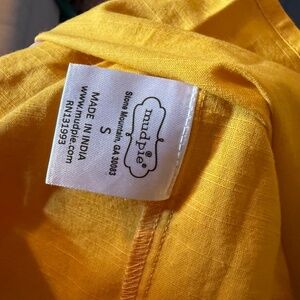 mudpie
Stone Mountain, GA 30083
S
MADE IN INDIA
www.mudpie.com
RN131993